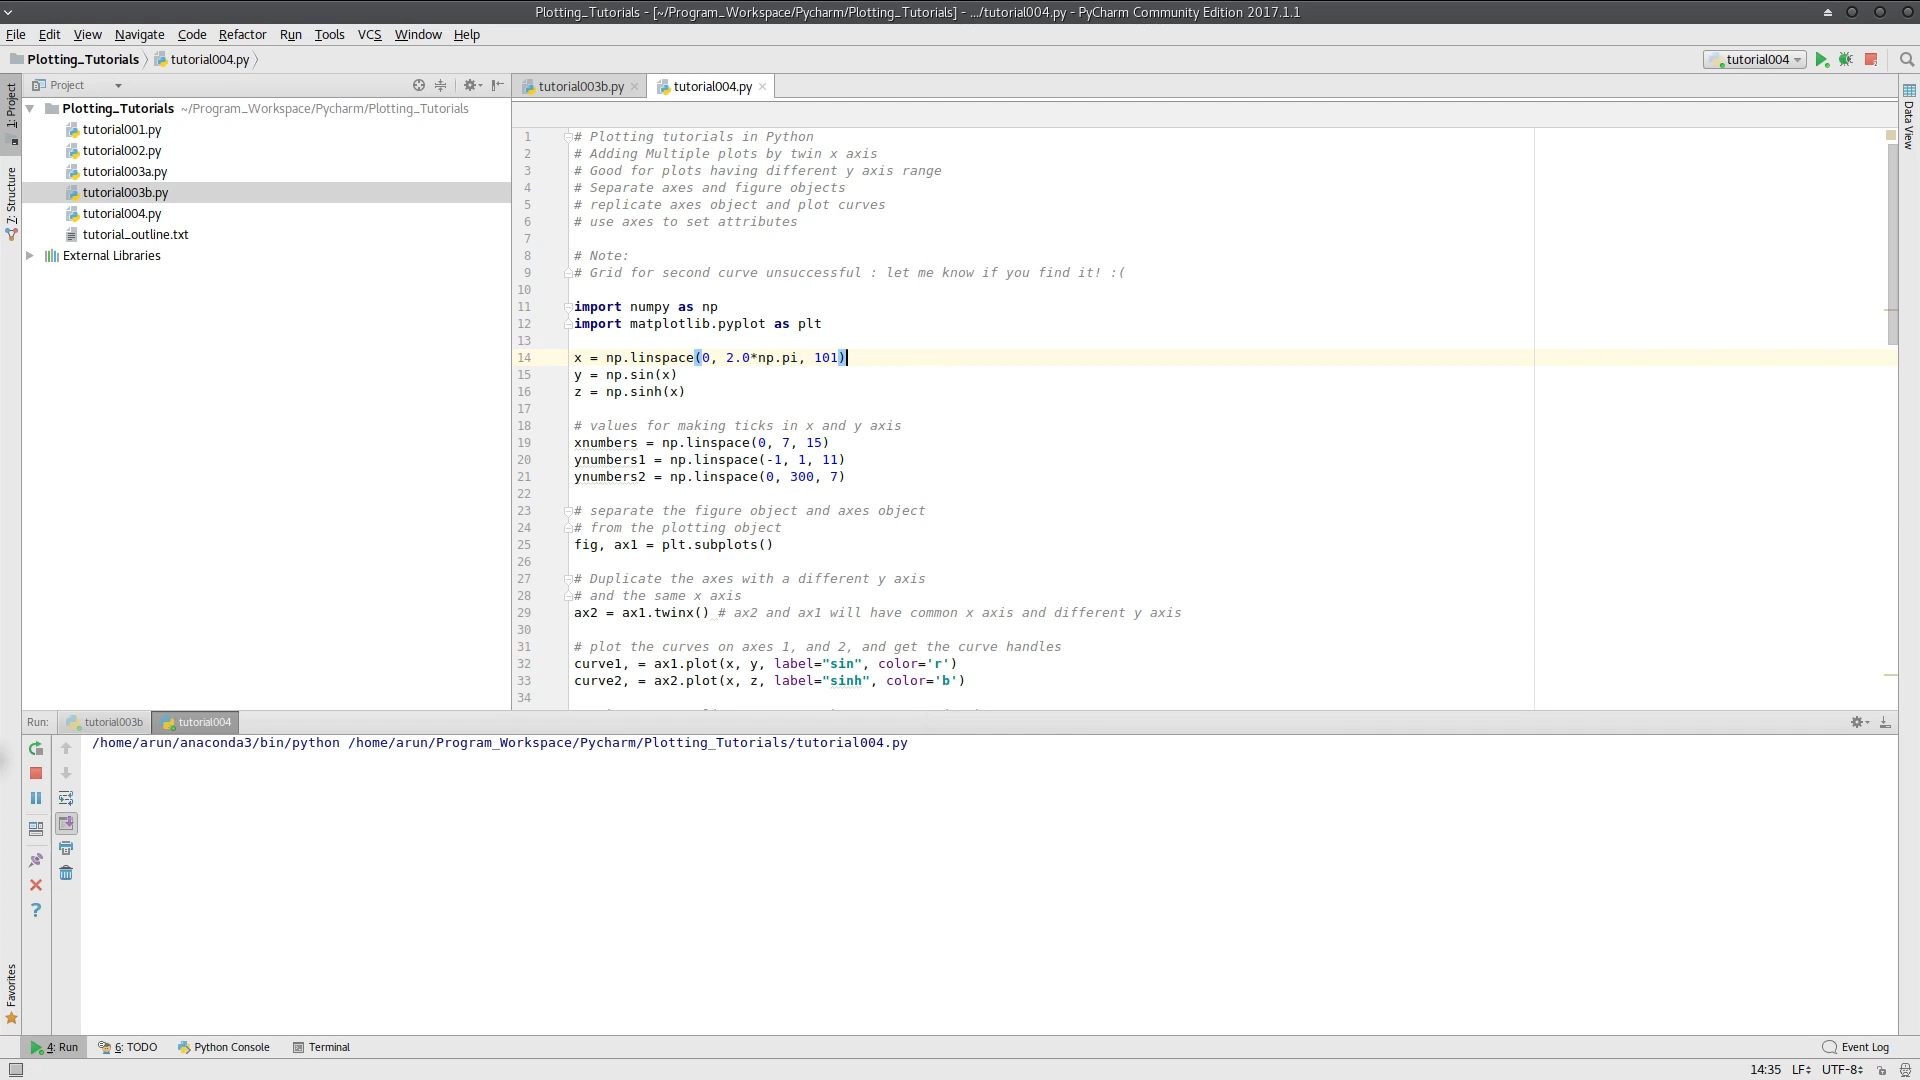 Plotting_Tutorials - [~/Program_Workspace/Pycharm/Plotting_Tutorials] - .../tutorial004.py - PyCharm Community Edition 2017.1.1
File Edit View Navigate Code Refactor Run Tools VCS Window Help
Plotting_Tutorials tutorial004.py tutorial004
1: Project
7: Structure
Favorites
Project
Plotting_Tutorials ~/Program_Workspace/Pycharm/Plotting_Tutorials
tutorial001.py
tutorial002.py
tutorial003a.py
tutorial003b.py
tutorial004.py
tutorial_outline.txt
External Libraries
tutorial003b.py tutorial004.py
Data View
1 # Plotting tutorials in Python
2 # Adding Multiple plots by twin x axis
3 # Good for plots having different y axis range
4 # Separate axes and figure objects
5 # replicate axes object and plot curves
6 # use axes to set attributes
7
8 # Note:
9 # Grid for second curve unsuccessful : let me know if you find it! :(
10
11 import numpy as np
12 import matplotlib.pyplot as plt
13
14 x = np.linspace(0, 2.0*np.pi, 101)
15 y = np.sin(x)
16 z = np.sinh(x)
17
18 # values for making ticks in x and y axis
19 xnumbers = np.linspace(0, 7, 15)
20 ynumbers1 = np.linspace(-1, 1, 11)
21 ynumbers2 = np.linspace(0, 300, 7)
22
23 # separate the figure object and axes object
24 # from the plotting object
25 fig, ax1 = plt.subplots()
26
27 # Duplicate the axes with a different y axis
28 # and the same x axis
29 ax2 = ax1.twinx() # ax2 and ax1 will have common x axis and different y axis
30
31 # plot the curves on axes 1, and 2, and get the curve handles
32 curve1, = ax1.plot(x, y, label="sin", color='r')
33 curve2, = ax2.plot(x, z, label="sinh", color='b')
34
Run: tutorial003b tutorial004
/home/arun/anaconda3/bin/python /home/arun/Program_Workspace/Pycharm/Plotting_Tutorials/tutorial004.py
4: Run 6: TODO Python Console Terminal Event Log
14:35 LF UTF-8